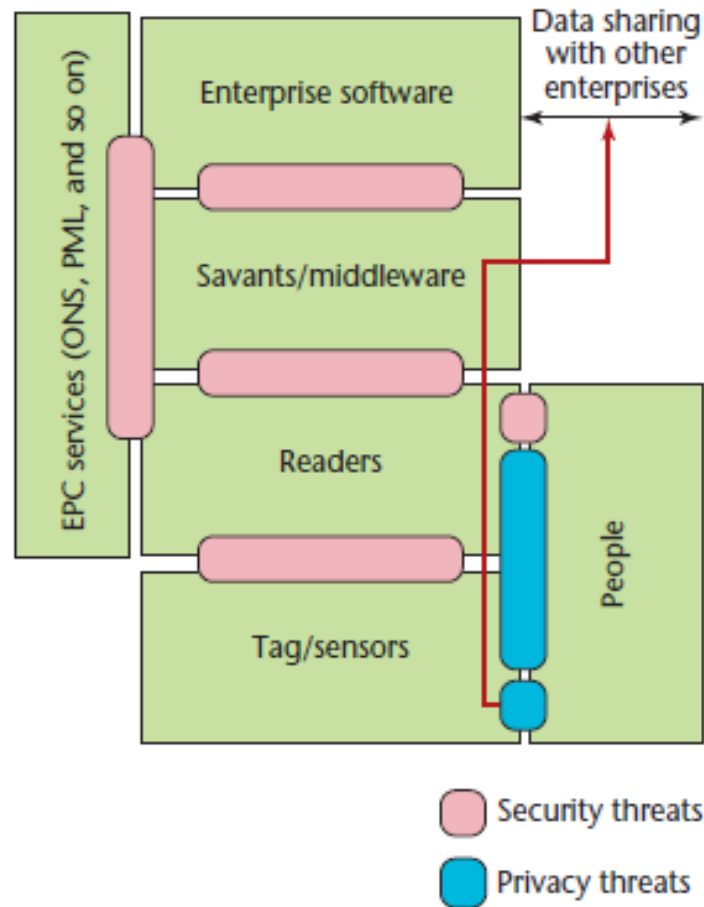 Data sharing
with other
enterprises
EPC services (ONS, PML, and so on)
Enterprise software
Savants/middleware
Readers
Tag/sensors
People
Security threats
Privacy threats